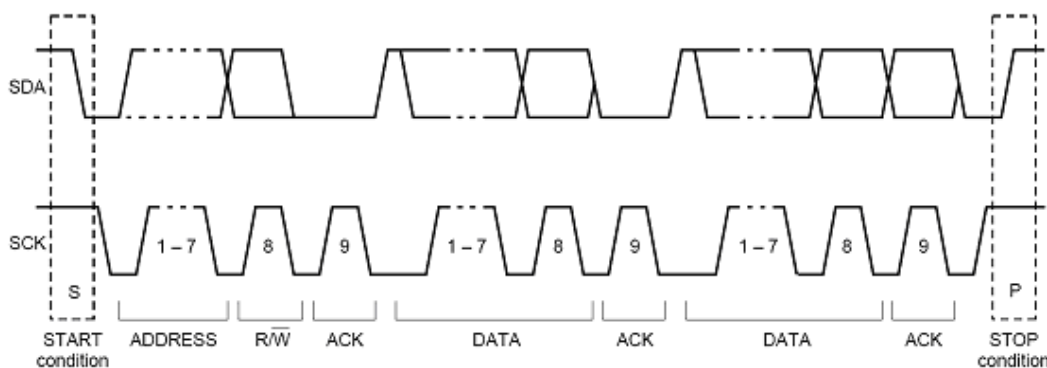 SDA
SCK
1 – 7 8 9 1 – 7 8 9 1 – 7 8 9
S P
START ADDRESS R/W̅ ACK DATA ACK DATA ACK STOP
condition condition